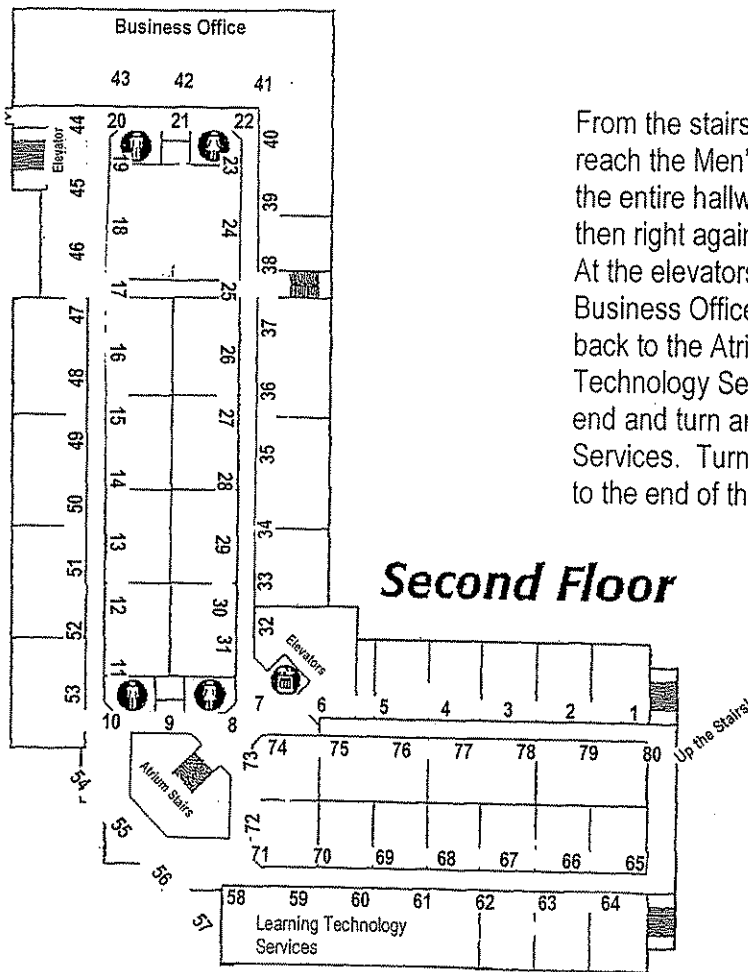 Business Office
43 42 41
20 21 22
44
Elevator
40
19
23
45
39
18
24
46
38
17
25
47
37
16
26
48
36
15
27
49
35
14
28
50
34
13
29
51
33
12
30
52
32
31
11
53
10 9 8
Elevators
7
54
Atrium Stairs
55
56
57
From the stairs
reach the Men'
the entire hallw
then right again
At the elevators
Business Office
back to the Atri
Technology Se
end and turn ar
Services. Turn
to the end of th
Second Floor
6 5 4 3 2 1
Up the Stairs!
73 74 75 76 77 78 79 80
72
71 70 69 68 67 66 65
58 59 60 61 62 63 64
Learning Technology
Services